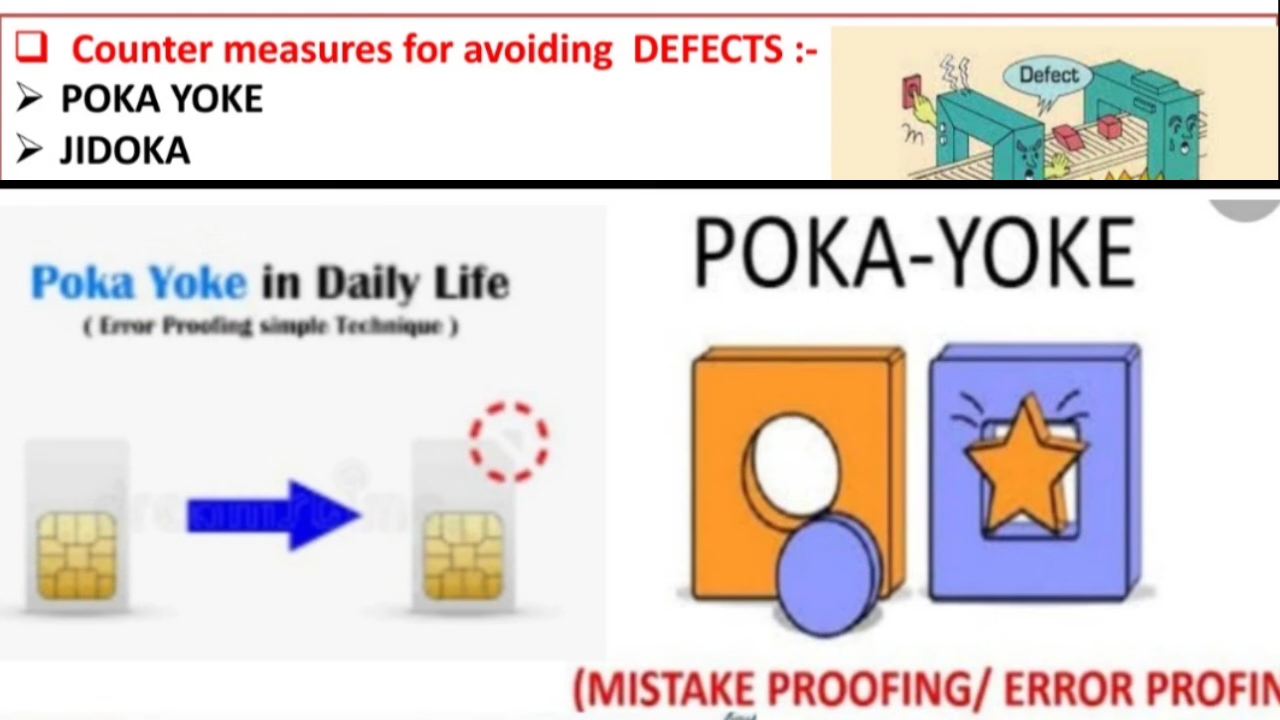 Counter measures for avoiding DEFECTS :-
POKA YOKE
JIDOKA
Defect
Poka Yoke in Daily Life
( Error Proofing simple Technique )
POKA-YOKE
(MISTAKE PROOFING/ ERROR PROFIN